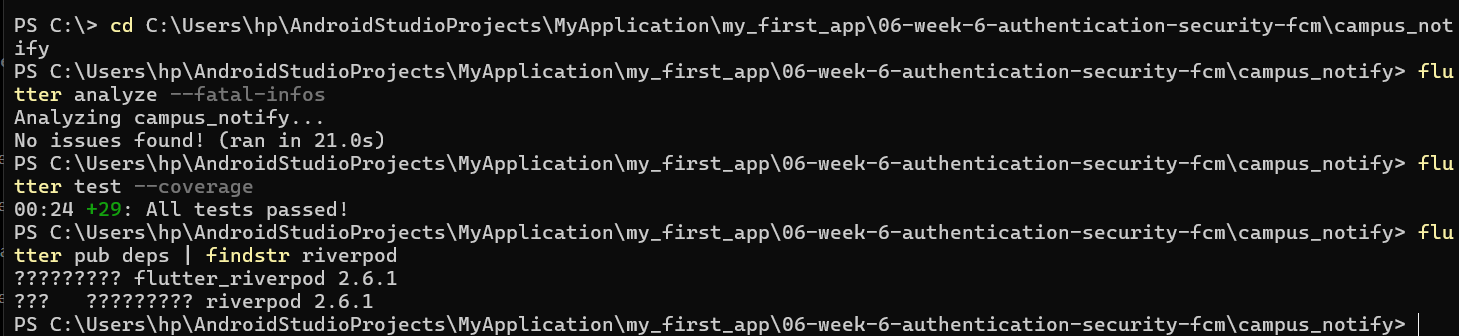 PS C:\> cd C:\Users\hp\AndroidStudioProjects\MyApplication\my_first_app\06-week-6-authentication-security-fcm\campus_not
ify
PS C:\Users\hp\AndroidStudioProjects\MyApplication\my_first_app\06-week-6-authentication-security-fcm\campus_notify> flu
tter analyze --fatal-infos
Analyzing campus_notify...
No issues found! (ran in 21.0s)
PS C:\Users\hp\AndroidStudioProjects\MyApplication\my_first_app\06-week-6-authentication-security-fcm\campus_notify> flu
tter test --coverage
00:24 +29: All tests passed!
PS C:\Users\hp\AndroidStudioProjects\MyApplication\my_first_app\06-week-6-authentication-security-fcm\campus_notify> flu
tter pub deps | findstr riverpod
????????? flutter_riverpod 2.6.1
???   ????????? riverpod 2.6.1
PS C:\Users\hp\AndroidStudioProjects\MyApplication\my_first_app\06-week-6-authentication-security-fcm\campus_notify>